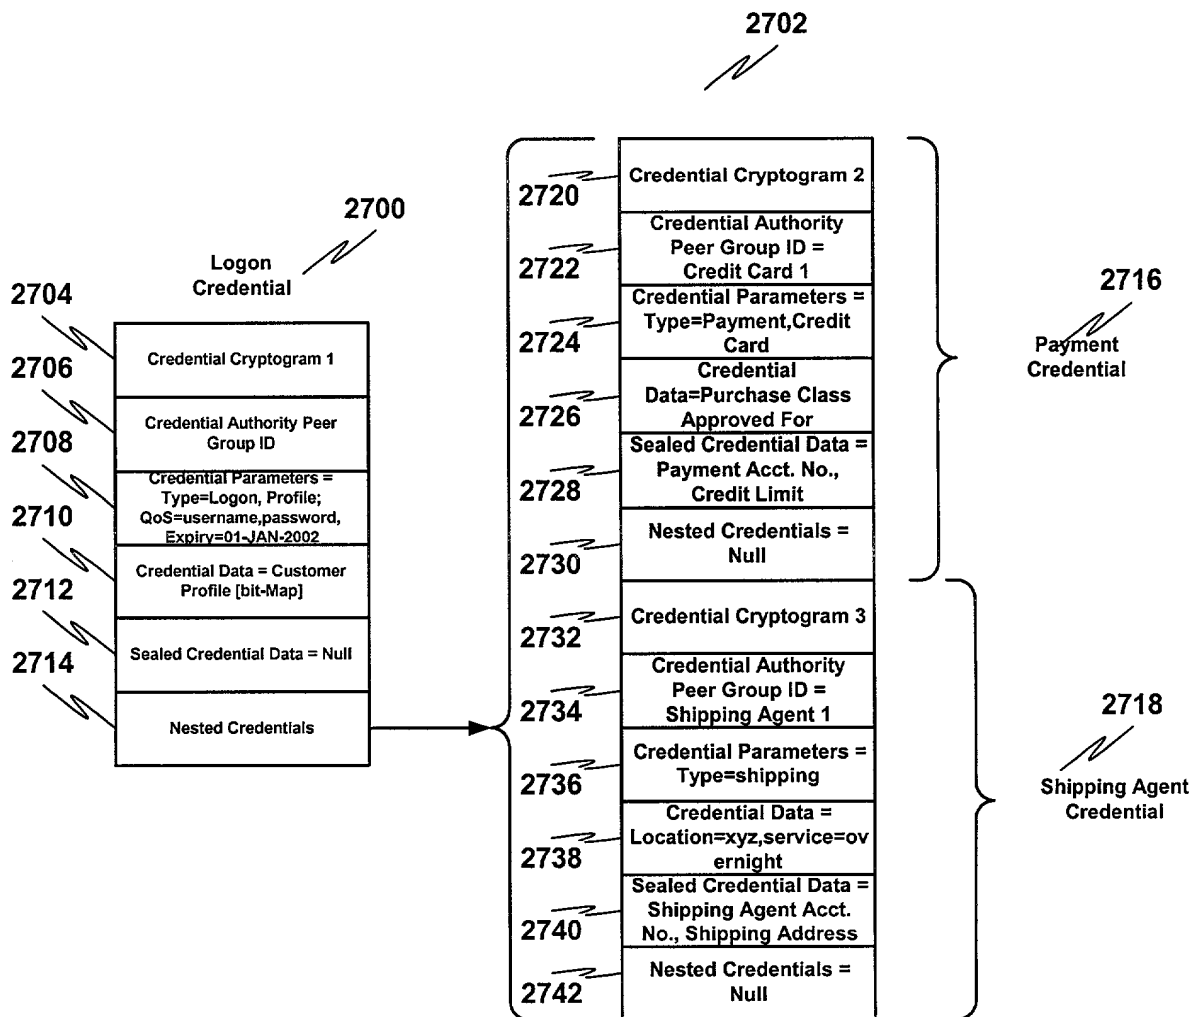 2702
2700
Logon
Credential
2704
Credential Cryptogram 1
2706
Credential Authority Peer
Group ID
2708
Credential Parameters =
Type=Logon, Profile;
QoS=username,password,
Expiry=01-JAN-2002
2710
Credential Data = Customer
Profile [bit-Map]
2712
Sealed Credential Data = Null
2714
Nested Credentials
2720
Credential Cryptogram 2
2722
Credential Authority
Peer Group ID =
Credit Card 1
2724
Credential Parameters =
Type=Payment,Credit
Card
2726
Credential
Data=Purchase Class
Approved For
2728
Sealed Credential Data =
Payment Acct. No.,
Credit Limit
2730
Nested Credentials =
Null
2716
Payment
Credential
2732
Credential Cryptogram 3
2734
Credential Authority
Peer Group ID =
Shipping Agent 1
2736
Credential Parameters =
Type=shipping
2738
Credential Data =
Location=xyz,service=ov
ernight
2740
Sealed Credential Data =
Shipping Agent Acct.
No., Shipping Address
2742
Nested Credentials =
Null
2718
Shipping Agent
Credential